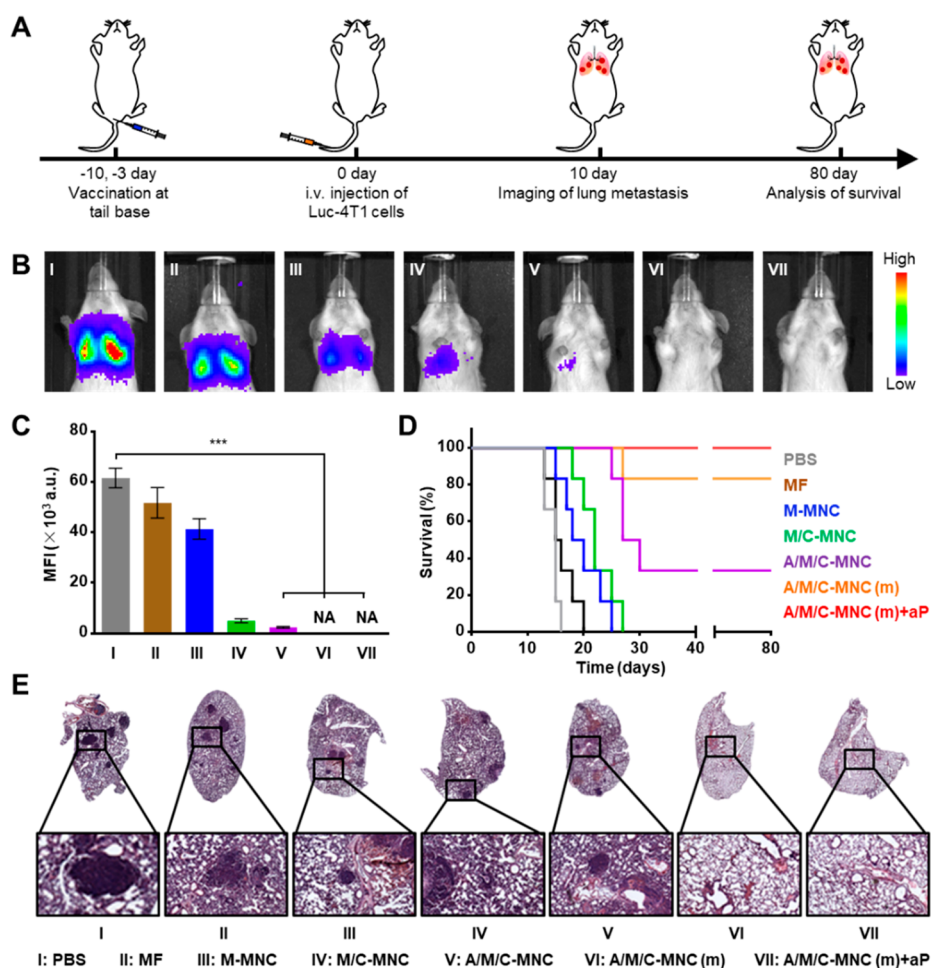 A
-10, -3 day
Vaccination at
tail base
0 day
i.v. injection of
Luc-4T1 cells
10 day
Imaging of lung metastasis
80 day
Analysis of survival
B
I II III IV V VI VII
High
Low
C
MFI (×10³ a.u.)
80
60
40
20
0
***
NA NA
I II III IV V VI VII
D
Survival (%)
100
80
60
40
20
0
0 20 40 80
Time (days)
PBS
MF
M-MNC
M/C-MNC
A/M/C-MNC
A/M/C-MNC (m)
A/M/C-MNC (m)+aP
E
I II III IV V VI VII
I: PBS II: MF III: M-MNC IV: M/C-MNC V: A/M/C-MNC VI: A/M/C-MNC (m) VII: A/M/C-MNC (m)+aP